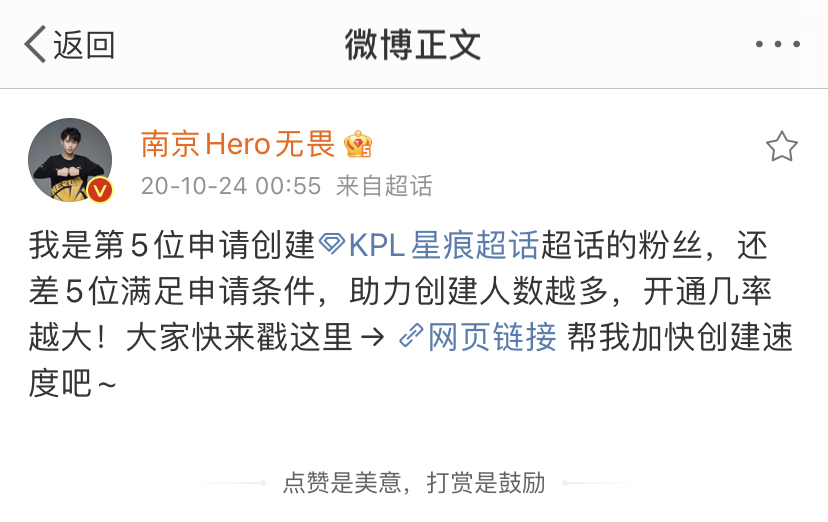 返回
微博正文
南京Hero无畏
20-10-24 00:55 来自超话
我是第5位申请创建KPL星痕超话超话的粉丝，还
差5位满足申请条件，助力创建人数越多，开通几率
越大！大家快来戳这里→ 网页链接 帮我加快创建速
度吧~
点赞是美意，打赏是鼓励